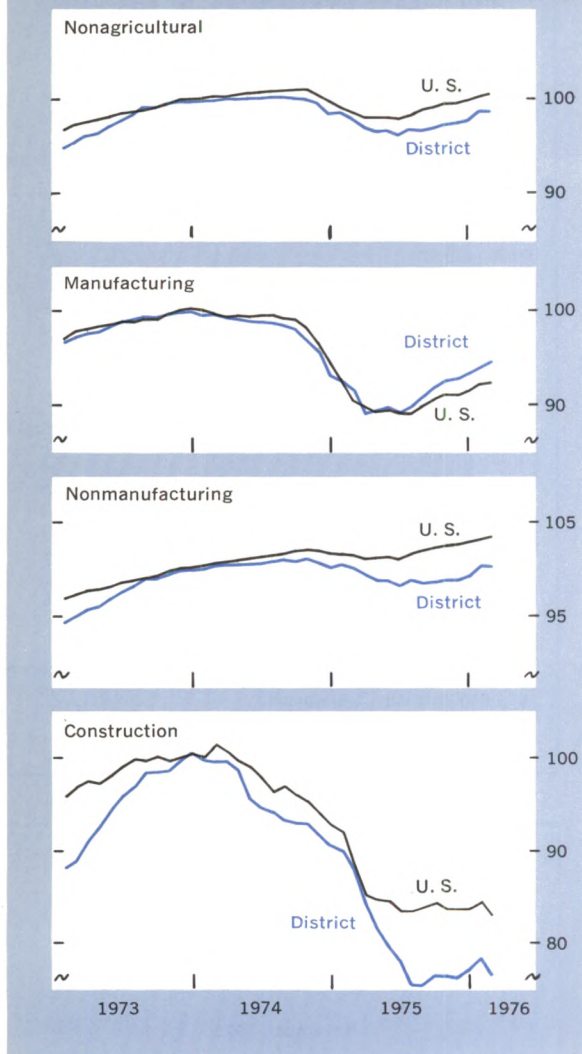 Nonagricultural
U. S.
100
District
90
Manufacturing
100
District
90
U. S.
Nonmanufacturing
105
U. S.
District
95
Construction
100
90
U. S.
District
80
1973 1974 1975 1976